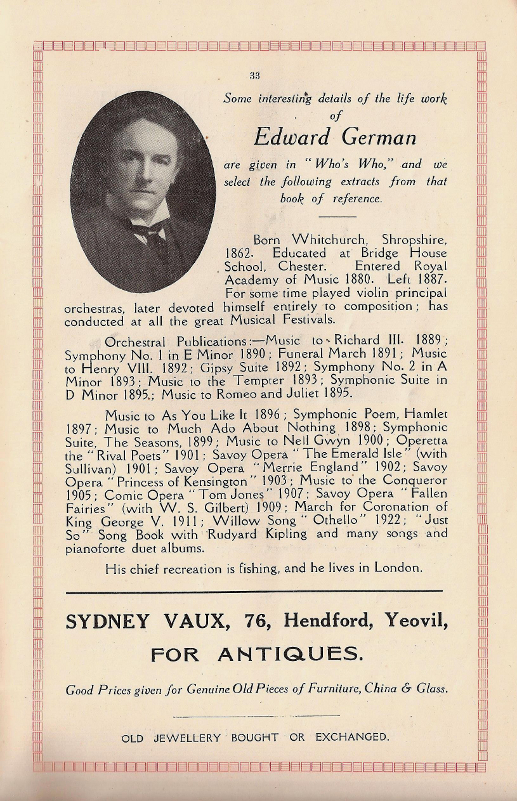 33
Some interesting details of the life work
of
Edward German
are given in "Who's Who," and we
select the following extracts from that
book of reference.
Born Whitchurch, Shropshire,
1862. Educated at Bridge House
School, Chester. Entered Royal
Academy of Music 1880. Left 1887.
For some time played violin principal
orchestras, later devoted himself entirely to composition; has
conducted at all the great Musical Festivals.
Orchestral Publications:—Music to Richard III. 1889;
Symphony No. 1 in E Minor 1890; Funeral March 1891; Music
to Henry VIII. 1892; Gipsy Suite 1892; Symphony No. 2 in A
Minor 1893; Music to the Tempter 1893; Symphonic Suite in
D Minor 1895.; Music to Romeo and Juliet 1895.
Music to As You Like It 1896; Symphonic Poem, Hamlet
1897; Music to Much Ado About Nothing 1898; Symphonic
Suite, The Seasons, 1899; Music to Nell Gwyn 1900; Operetta
the "Rival Poets" 1901; Savoy Opera "The Emerald Isle" (with
Sullivan) 1901; Savoy Opera "Merrie England" 1902; Savoy
Opera "Princess of Kensington" 1903; Music to the Conqueror
1905; Comic Opera "Tom Jones" 1907; Savoy Opera "Fallen
Fairies" (with W. S. Gilbert) 1909; March for Coronation of
King George V. 1911; Willow Song "Othello" 1922; "Just
So" Song Book with Rudyard Kipling and many songs and
pianoforte duet albums.
His chief recreation is fishing, and he lives in London.
SYDNEY VAUX, 76, Hendford, Yeovil,
FOR ANTIQUES.
Good Prices given for Genuine Old Pieces of Furniture, China & Glass.
OLD JEWELLERY BOUGHT OR EXCHANGED.